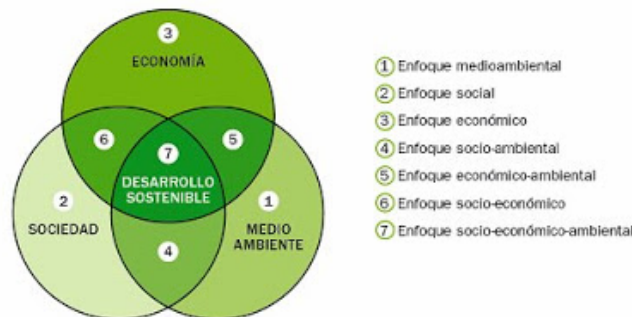 3
ECONOMÍA
6
5
7
DESARROLLO
SOSTENIBLE
2
SOCIEDAD
1
MEDIO
AMBIENTE
4
1 Enfoque medioambiental
2 Enfoque social
3 Enfoque económico
4 Enfoque socio-ambiental
5 Enfoque económico-ambiental
6 Enfoque socio-económico
7 Enfoque socio-económico-ambiental